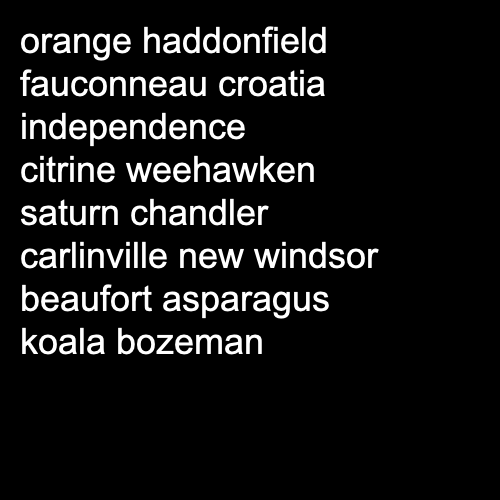 orange haddonfield
fauconneau croatia
independence
citrine weehawken
saturn chandler
carlinville new windsor
beaufort asparagus
koala bozeman